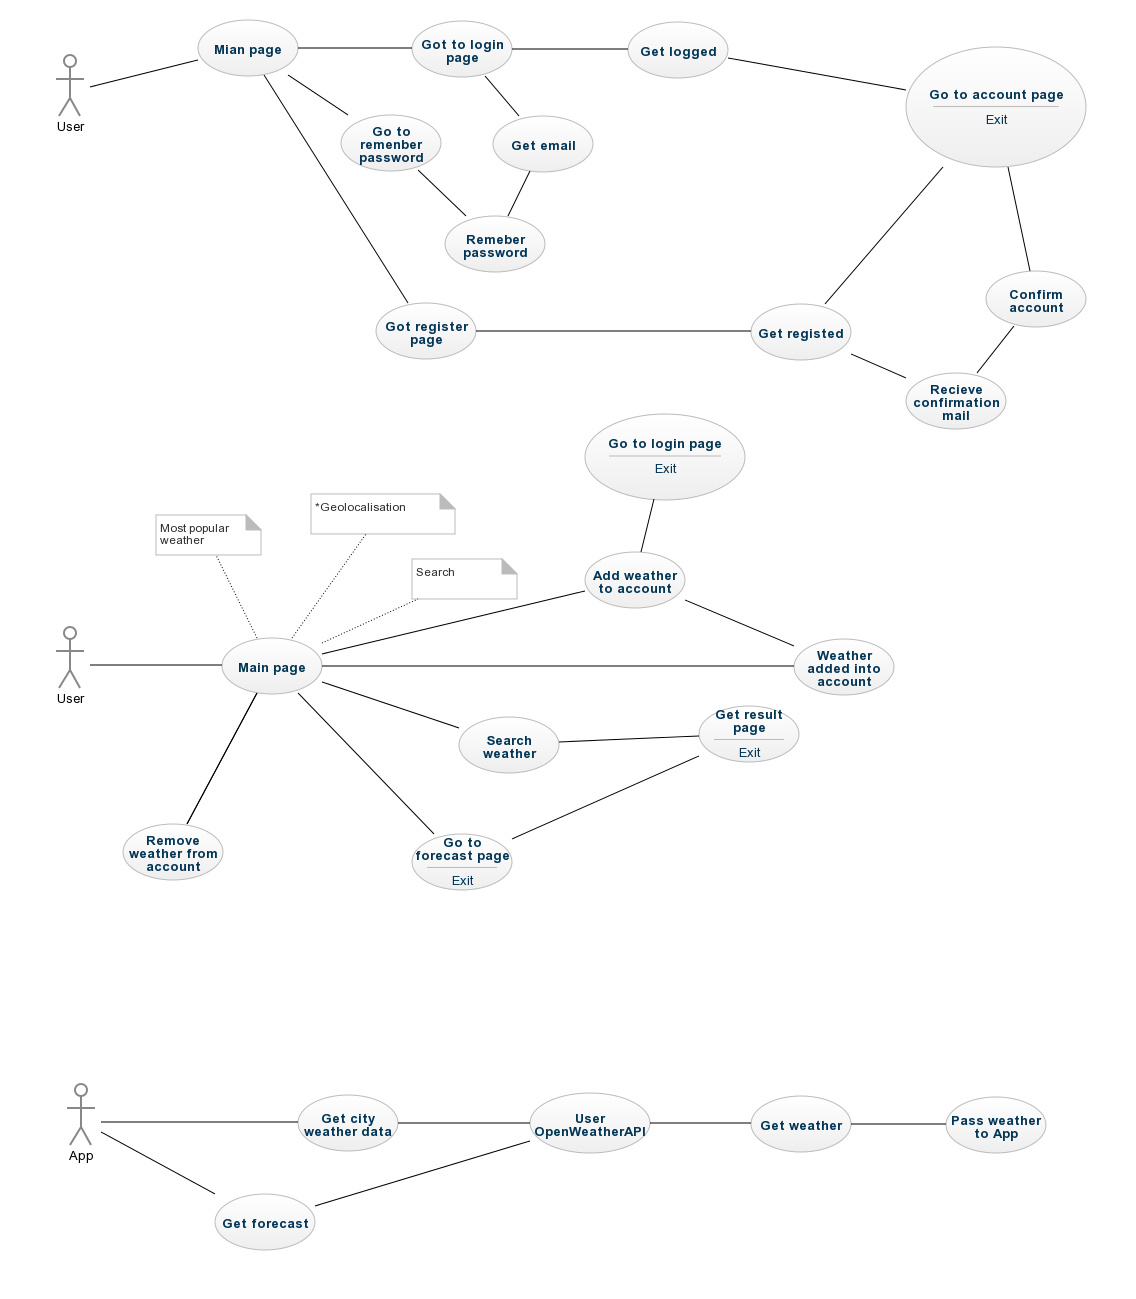 Mian page
Got to login
page
Get logged
Go to account page
Exit
User
Go to
remenber
password
Get email
Remeber
password
Got register
page
Get registed
Confirm
account
Recieve
confirmation
mail
Go to login page
Exit
Most popular
weather
*Geolocalisation
Search
Add weather
to account
User
Main page
Weather
added into
account
Search
weather
Get result
page
Exit
Remove
weather from
account
Go to
forecast page
Exit
App
Get city
weather data
User
OpenWeatherAPI
Get weather
Pass weather
to App
Get forecast